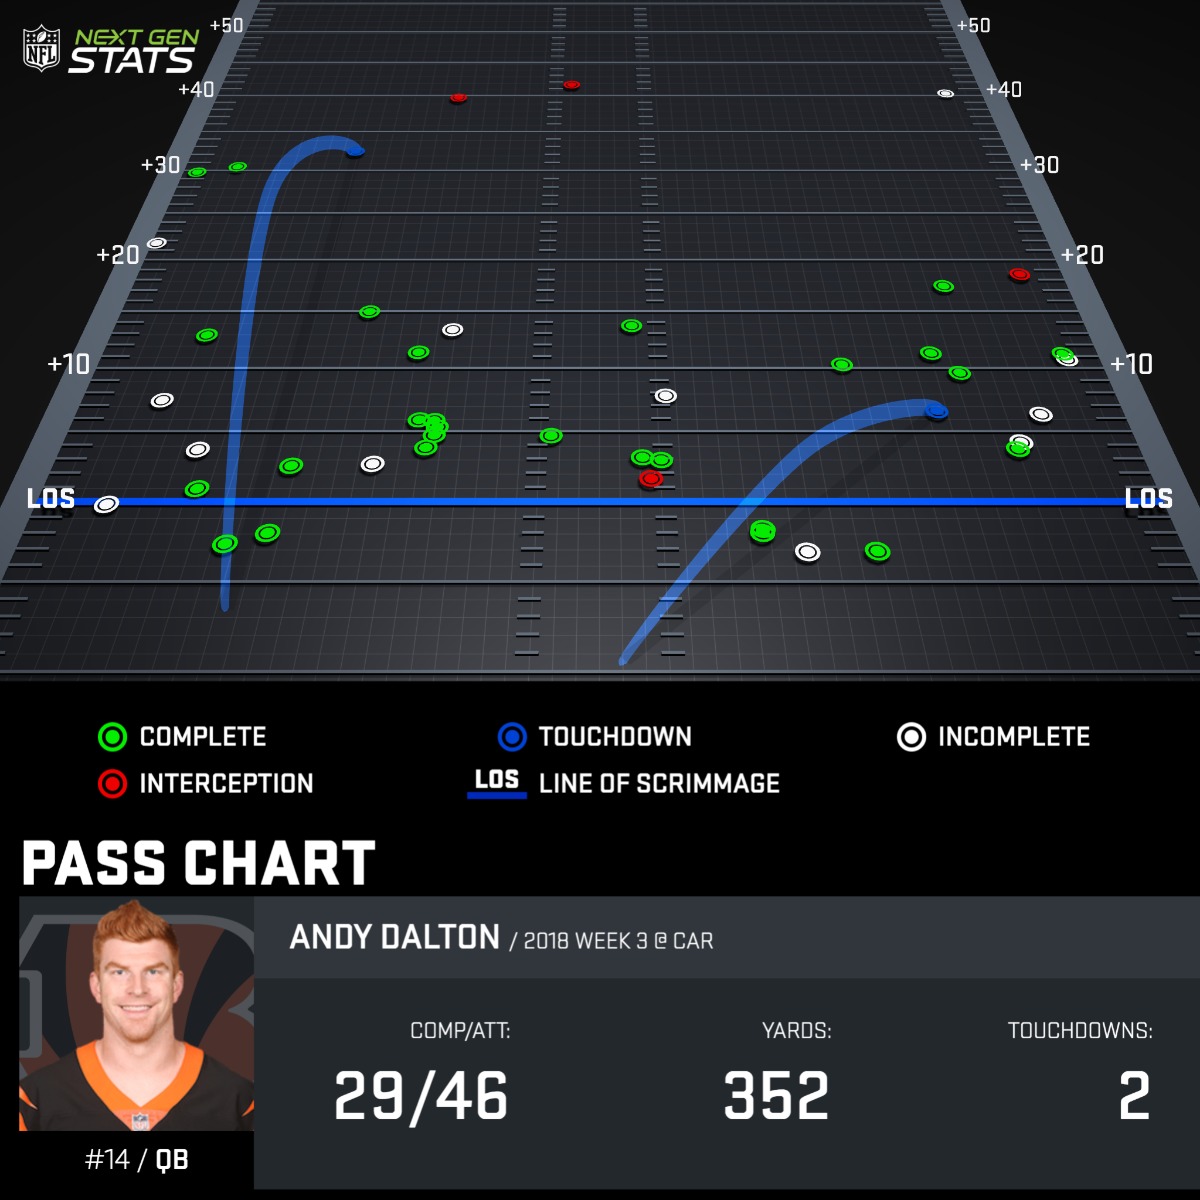 NFL NEXT GEN STATS
+50 +50
+40 +40
+30 +30
+20 +20
+10 +10
LOS LOS
COMPLETE TOUCHDOWN INCOMPLETE
INTERCEPTION LOS LINE OF SCRIMMAGE
PASS CHART
ANDY DALTON / 2018 WEEK 3 @ CAR
COMP/ATT: YARDS: TOUCHDOWNS:
29/46 352 2
#14 / QB